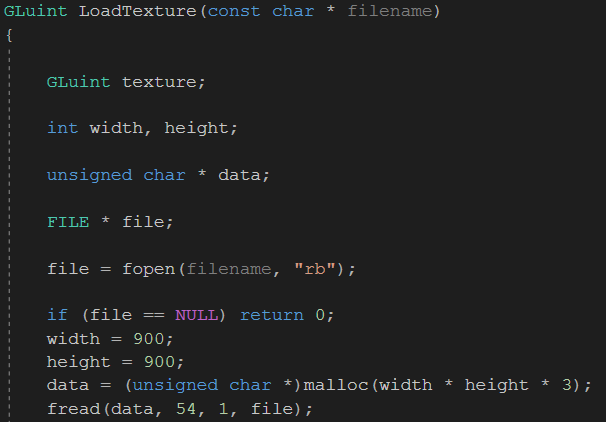 GLuint LoadTexture(const char * filename)
{
GLuint texture;
int width, height;
unsigned char * data;
FILE * file;
file = fopen(filename, "rb");
if (file == NULL) return 0;
width = 900;
height = 900;
data = (unsigned char *)malloc(width * height * 3);
fread(data, 54, 1, file);